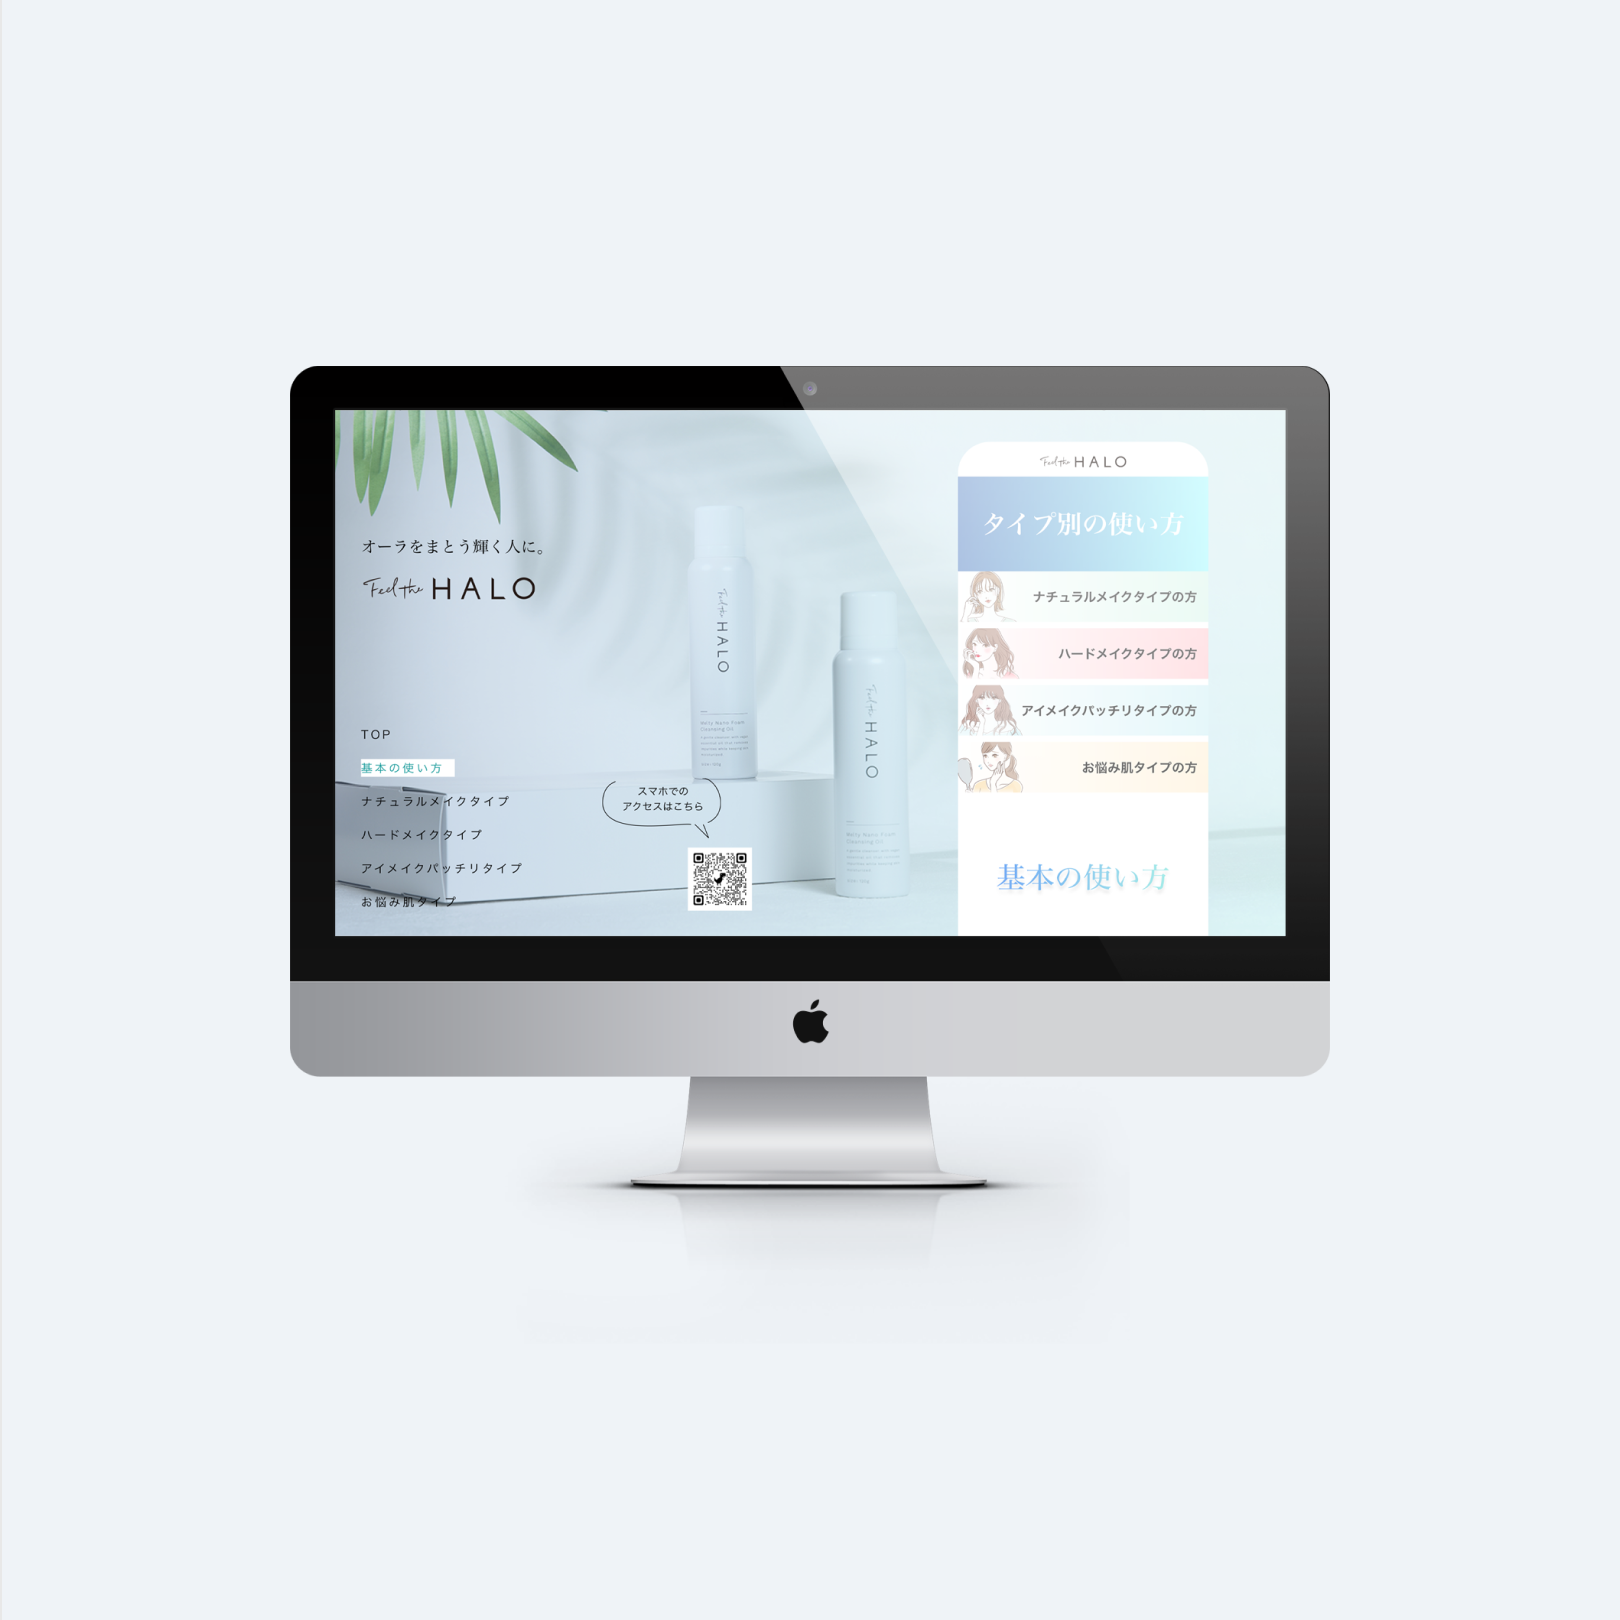 オーラをまとう輝く人に。
Feel the HALO
TOP
基本の使い方
ナチュラルメイクタイプ
ハードメイクタイプ
アイメイクパッチリタイプ
お悩み肌タイプ
スマホでの
アクセスはこちら
Feel the HALO
Melty Nano Foam
Cleansing Oil
Feel the HALO
Melty Nano Foam
Cleansing Oil
Feel the HALO
タイプ別の使い方
ナチュラルメイクタイプの方
ハードメイクタイプの方
アイメイクパッチリタイプの方
お悩み肌タイプの方
基本の使い方